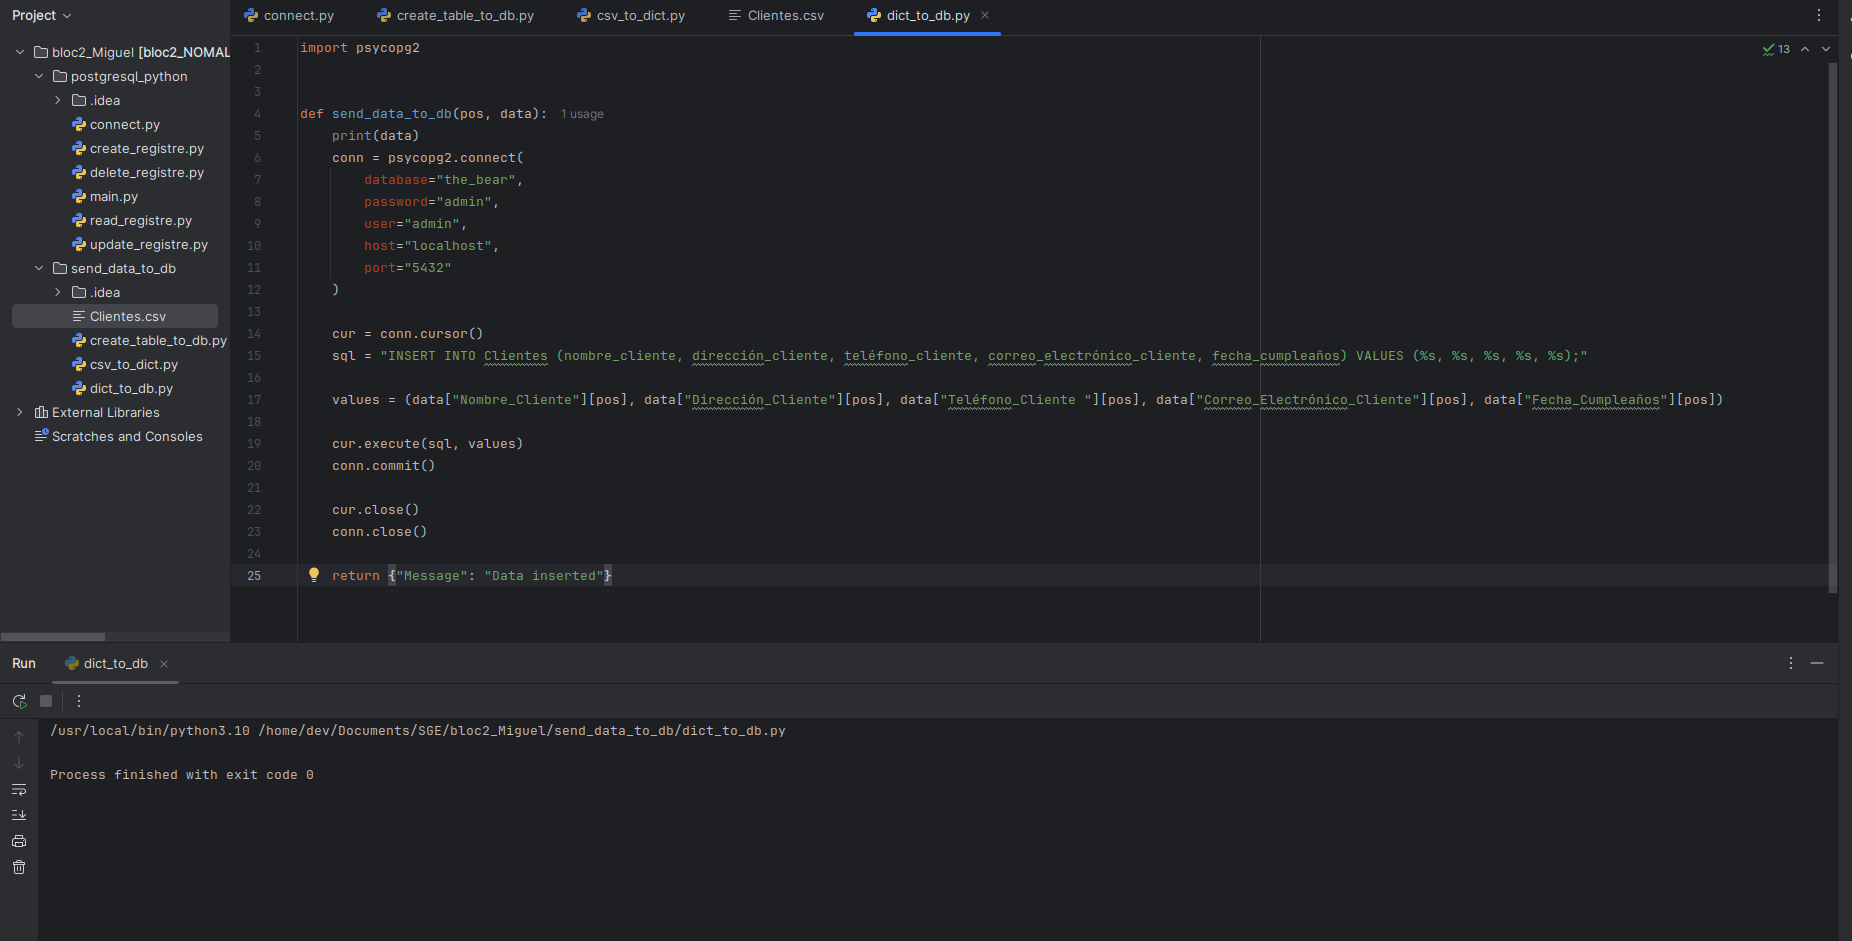 Project
connect.py
create_table_to_db.py
csv_to_dict.py
Clientes.csv
dict_to_db.py
bloc2_Miguel [bloc2_NOMAL
postgresql_python
.idea
connect.py
create_registre.py
delete_registre.py
main.py
read_registre.py
update_registre.py
send_data_to_db
.idea
Clientes.csv
create_table_to_db.py
csv_to_dict.py
dict_to_db.py
External Libraries
Scratches and Consoles
13
1 import psycopg2
2
3
4 def send_data_to_db(pos, data): 1 usage
5 print(data)
6 conn = psycopg2.connect(
7 database="the_bear",
8 password="admin",
9 user="admin",
10 host="localhost",
11 port="5432"
12 )
13
14 cur = conn.cursor()
15 sql = "INSERT INTO Clientes (nombre_cliente, dirección_cliente, teléfono_cliente, correo_electrónico_cliente, fecha_cumpleaños) VALUES (%s, %s, %s, %s, %s);"
16
17 values = (data["Nombre_Cliente"][pos], data["Dirección_Cliente"][pos], data["Teléfono_Cliente "][pos], data["Correo_Electrónico_Cliente"][pos], data["Fecha_Cumpleaños"][pos])
18
19 cur.execute(sql, values)
20 conn.commit()
21
22 cur.close()
23 conn.close()
24
25 return {"Message": "Data inserted"}
Run
dict_to_db
/usr/local/bin/python3.10 /home/dev/Documents/SGE/bloc2_Miguel/send_data_to_db/dict_to_db.py
Process finished with exit code 0